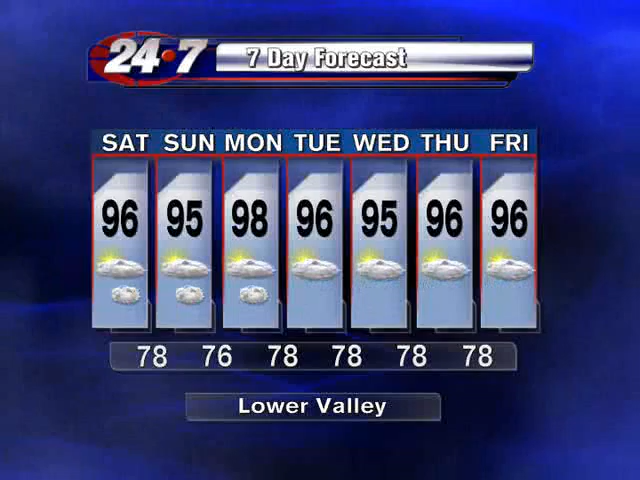 24•7 7 Day Forecast
SAT SUN MON TUE WED THU FRI
96 95 98 96 95 96 96
78 76 78 78 78 78
Lower Valley